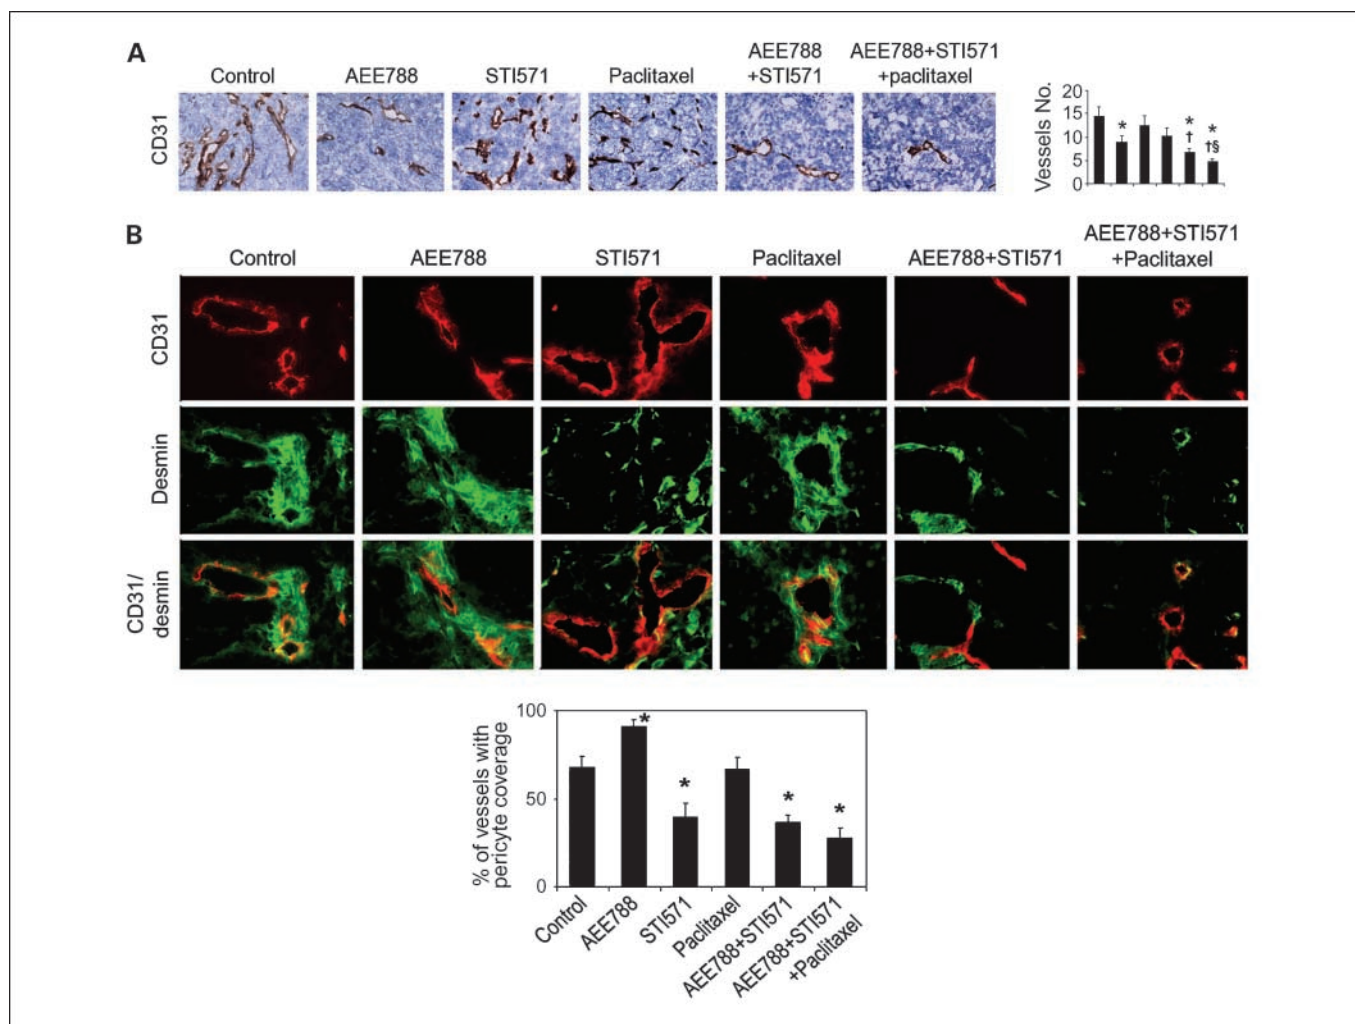 A
Control
AEE788
STI571
Paclitaxel
AEE788
+STI571
AEE788+STI571
+paclitaxel
CD31
Vessels No.
20
15
10
5
0
*
*
†
*
†§
B
Control
AEE788
STI571
Paclitaxel
AEE788+STI571
AEE788+STI571
+Paclitaxel
CD31
Desmin
CD31/
desmin
% of vessels with
pericyte coverage
100
50
0
*
*
*
*
Control
AEE788
STI571
Paclitaxel
AEE788+STI571
AEE788+STI571
+Paclitaxel